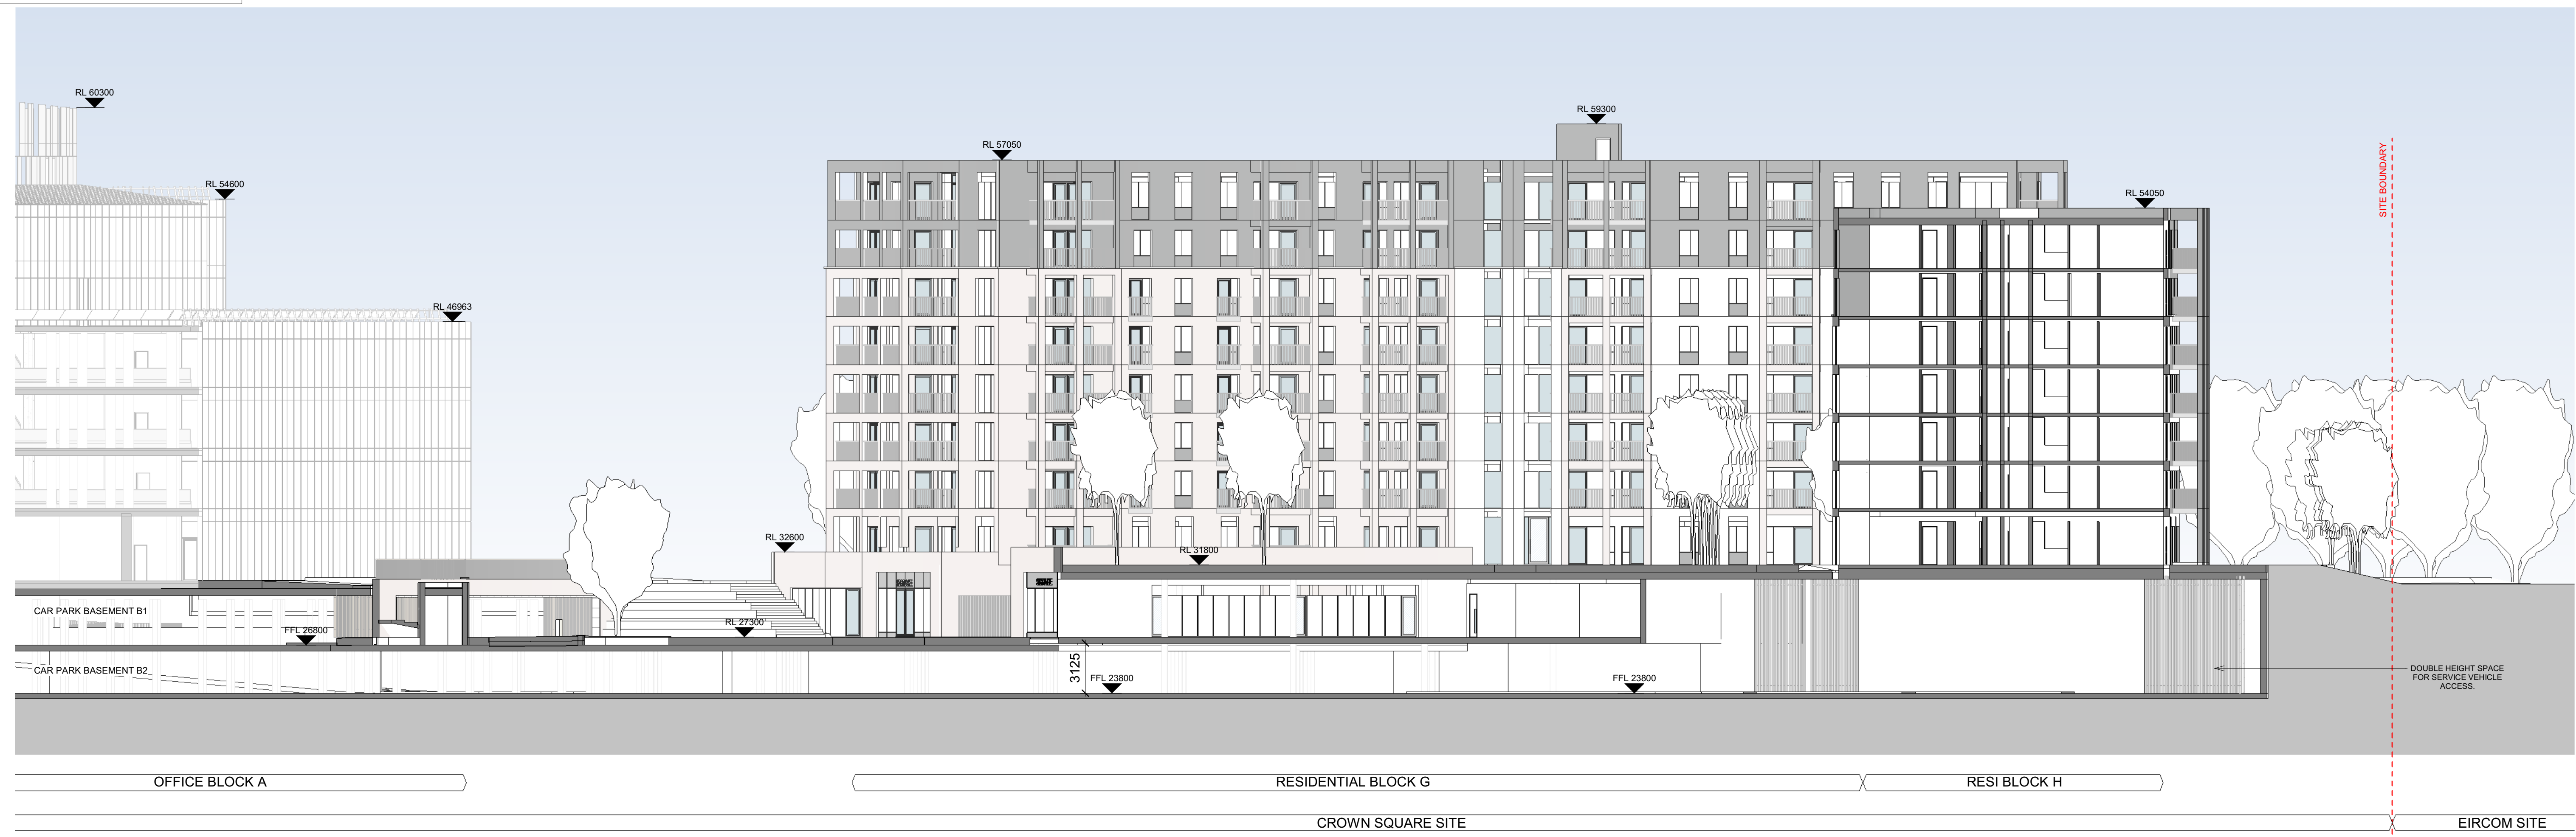 RL 60300
RL 59300
RL 57050
SITE BOUNDARY
RL 54600
RL 54050
RL 46963
RL 32600
RL 31800
CAR PARK BASEMENT B1
FFL 26800
RL 27300
CAR PARK BASEMENT B2
3125
FFL 23800
FFL 23800
DOUBLE HEIGHT SPACE
FOR SERVICE VEHICLE
ACCESS.
OFFICE BLOCK A
RESIDENTIAL BLOCK G
RESI BLOCK H
CROWN SQUARE SITE
EIRCOM SITE